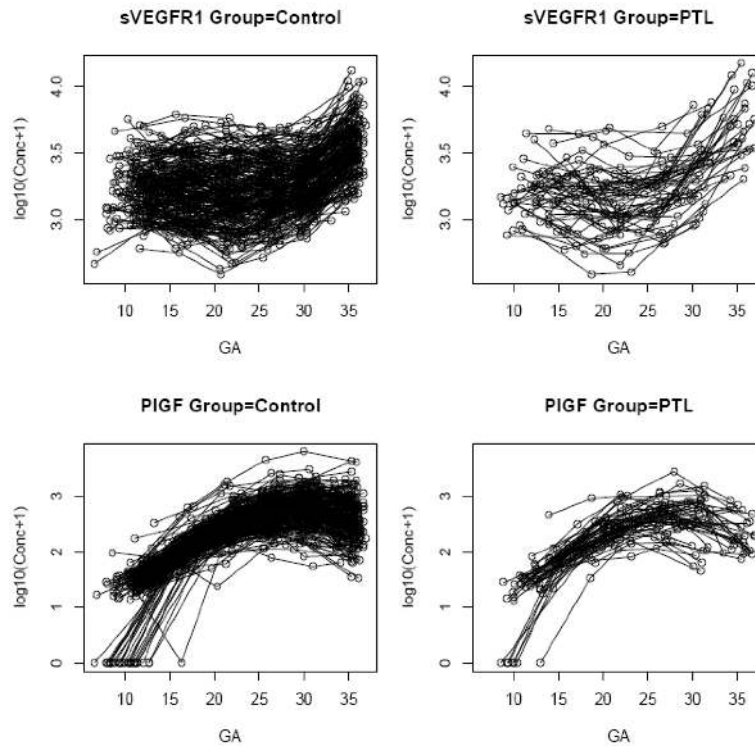 sVEGFR1 Group=Control
log10(Conc+1)
4.0
3.5
3.0
10 15 20 25 30 35
GA
sVEGFR1 Group=PTL
log10(Conc+1)
4.0
3.5
3.0
10 15 20 25 30 35
GA
PIGF Group=Control
log10(Conc+1)
3
2
1
0
10 15 20 25 30 35
GA
PIGF Group=PTL
log10(Conc+1)
3
2
1
0
10 15 20 25 30 35
GA